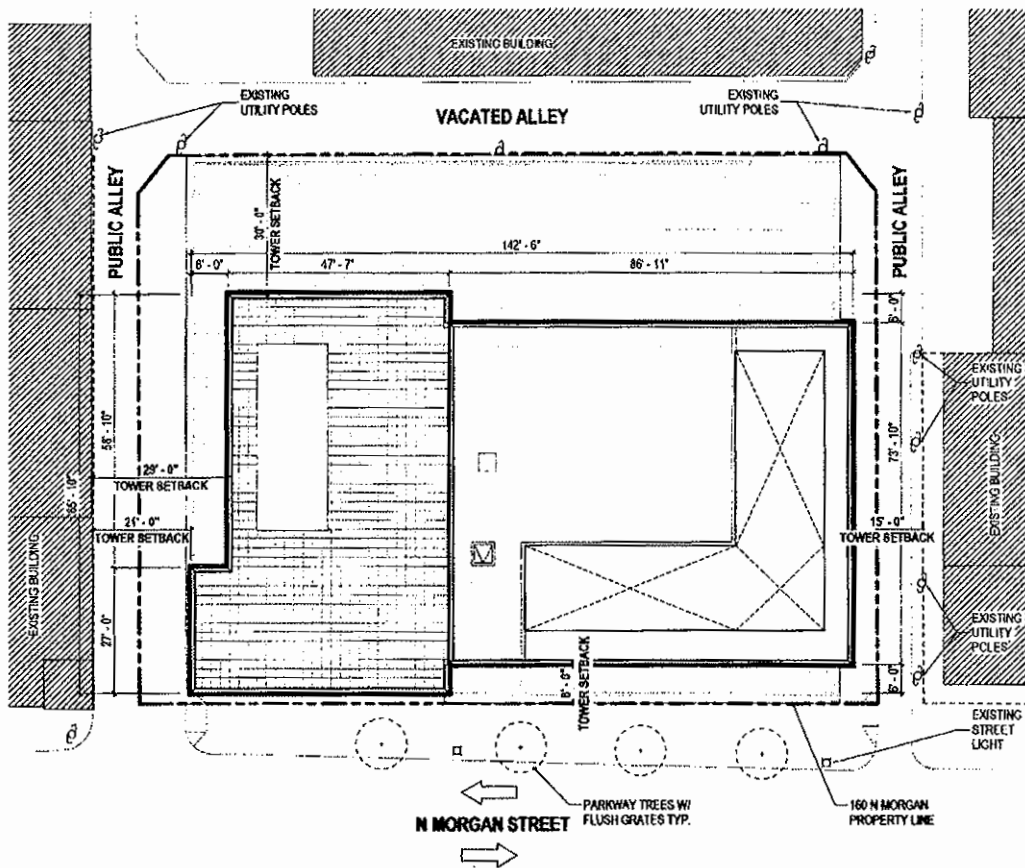 EXISTING BUILDING
EXISTING
UTILITY POLES
VACATED ALLEY
EXISTING
UTILITY POLES
PUBLIC ALLEY
PUBLIC ALLEY
30' - 0"
TOWER SETBACK
142' - 6"
6' - 0"
47' - 7"
86' - 11"
6' - 0"
EXISTING
UTILITY POLES
58' - 10"
85' - 10"
73' - 10"
29' - 0"
TOWER SETBACK
21' - 0"
TOWER SETBACK
15' - 0"
TOWER SETBACK
EXISTING BUILDING
EXISTING BUILDING
27' - 0"
EXISTING
UTILITY POLES
TOWER SETBACK
6' - 0"
EXISTING
STREET
LIGHT
N MORGAN STREET
PARKWAY TREES W/
FLUSH GRATES TYP.
160 N MORGAN
PROPERTY LINE